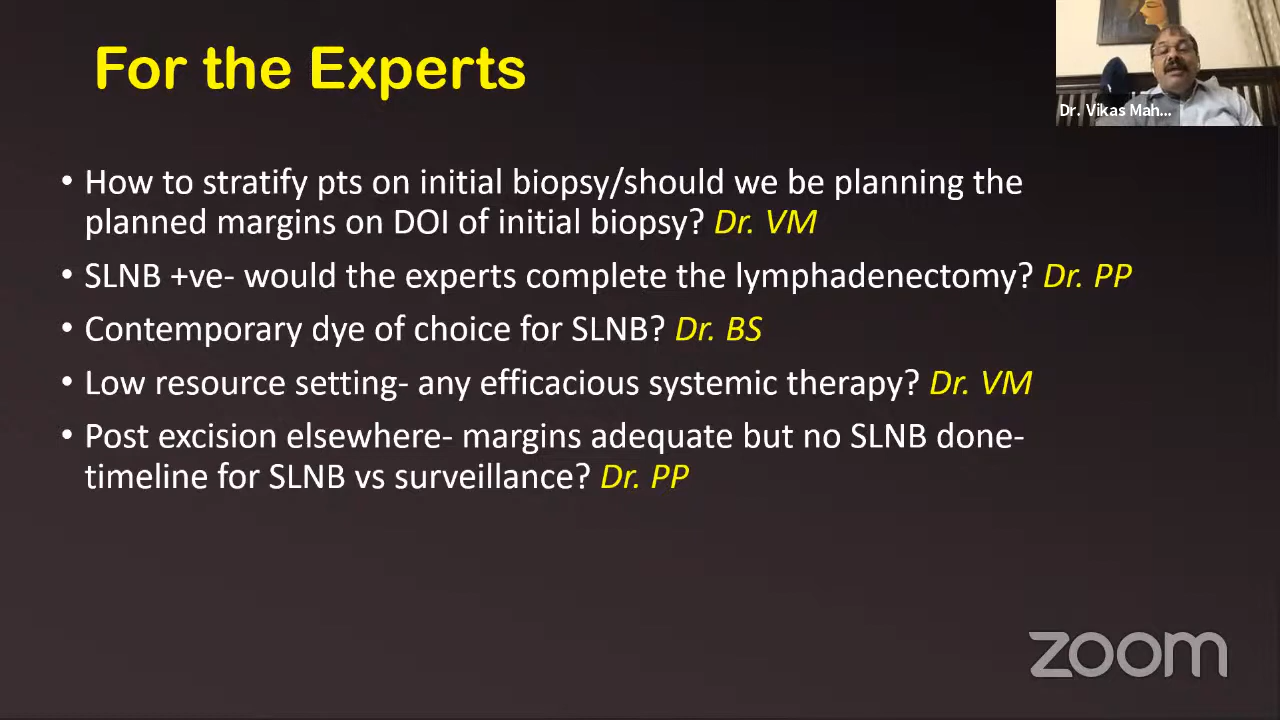 For the Experts
Dr. Vikas Mah...
• How to stratify pts on initial biopsy/should we be planning the
planned margins on DOI of initial biopsy? Dr. VM
• SLNB +ve- would the experts complete the lymphadenectomy? Dr. PP
• Contemporary dye of choice for SLNB? Dr. BS
• Low resource setting- any efficacious systemic therapy? Dr. VM
• Post excision elsewhere- margins adequate but no SLNB done-
timeline for SLNB vs surveillance? Dr. PP
zoom